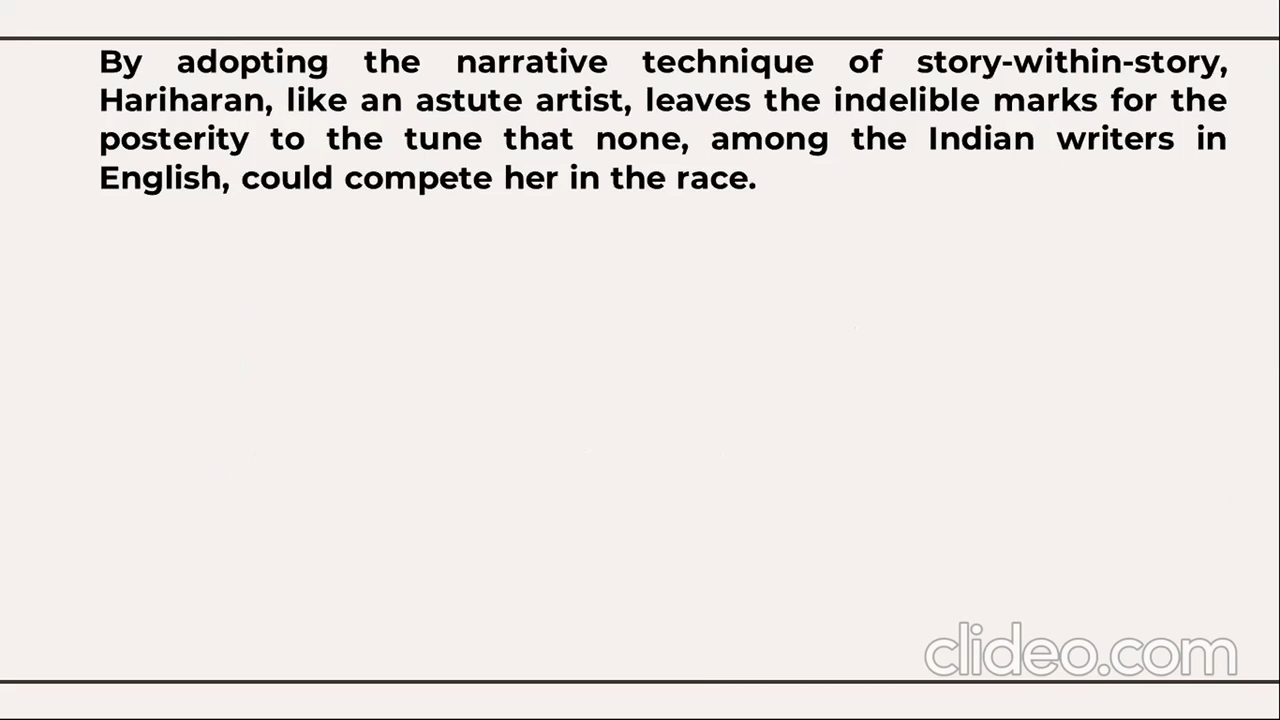 By adopting the narrative technique of story-within-story,
Hariharan, like an astute artist, leaves the indelible marks for the
posterity to the tune that none, among the Indian writers in
English, could compete her in the race.
clideo.com